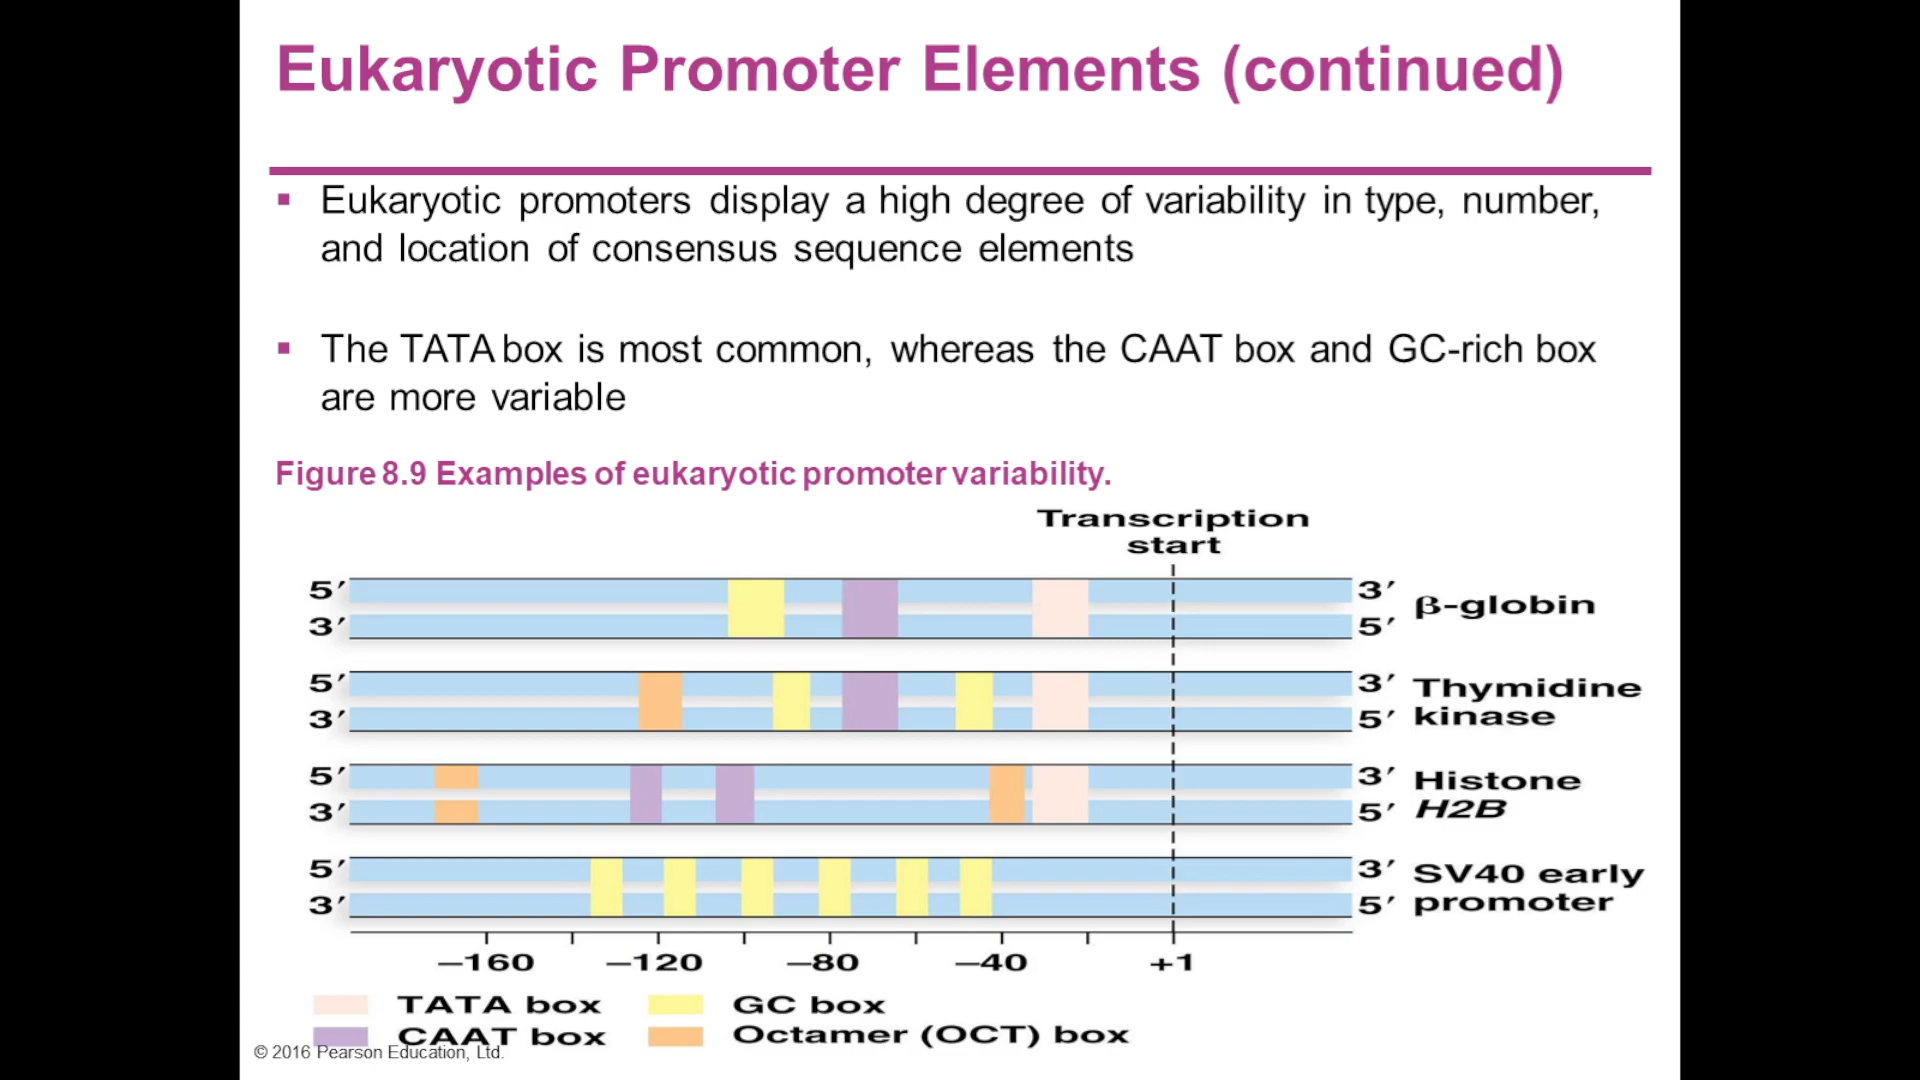 Eukaryotic Promoter Elements (continued)
▪ Eukaryotic promoters display a high degree of variability in type, number,
and location of consensus sequence elements
▪ The TATA box is most common, whereas the CAAT box and GC-rich box
are more variable
Figure 8.9 Examples of eukaryotic promoter variability.
Transcription
start
5′ 3′
3′ 5′
β-globin
5′ 3′
3′ 5′
Thymidine
kinase
5′ 3′
3′ 5′
Histone
H2B
5′ 3′
3′ 5′
SV40 early
promoter
–160 –120 –80 –40 +1
TATA box GC box
CAAT box Octamer (OCT) box
© 2016 Pearson Education, Ltd.